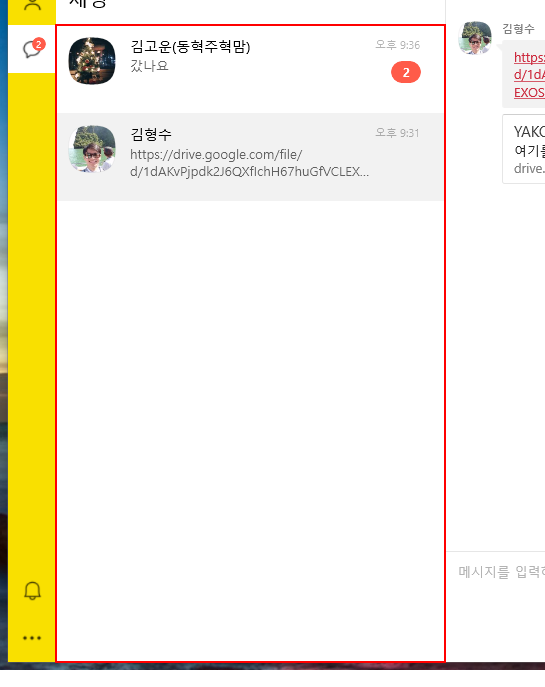 채팅
2
김고운(동혁주혁맘)
오후 9:36
갔나요
2
김형수
오후 9:31
https://drive.google.com/file/
d/1dAKvPjpdk2J6QXfIchH67huGfVCLEX...
김형수
https:
d/1dA
EXOS
YAKO
여기를
drive.
메시지를 입력하